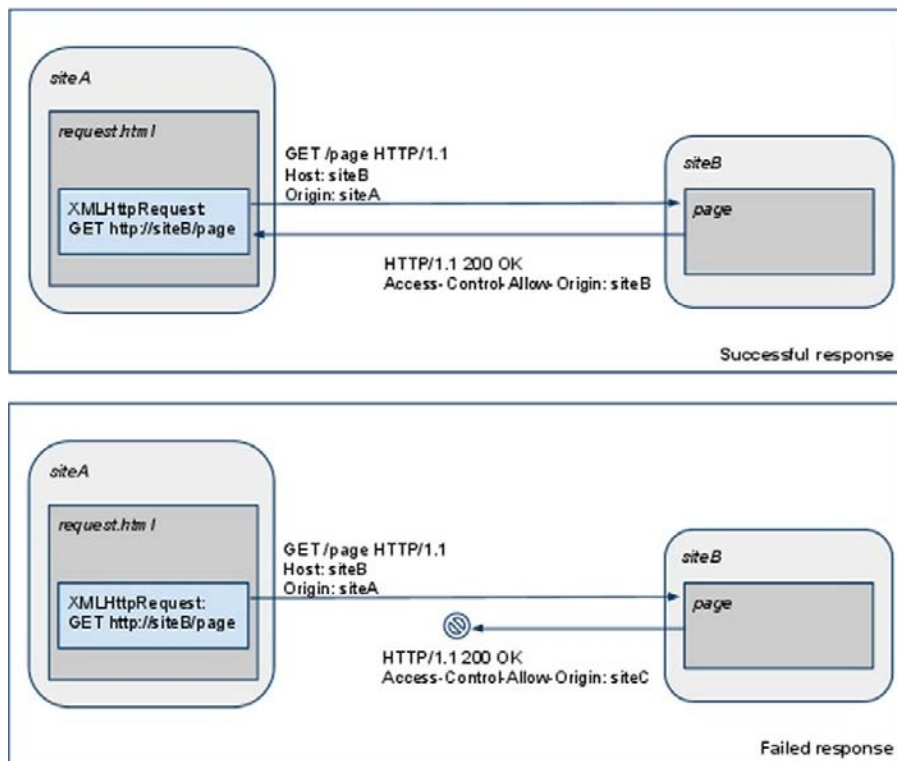 siteA
request.html
GET /page HTTP/1.1
Host: siteB
Origin: siteA
XMLHttpRequest
GET http://siteB/page
siteB
page
HTTP/1.1 200 OK
Access-Control-Allow-Origin: siteB
Successful response
siteA
request.html
GET /page HTTP/1.1
Host: siteB
Origin: siteA
XMLHttpRequest:
GET http://siteB/page
siteB
page
HTTP/1.1 200 OK
Access-Control-Allow-Origin: siteC
Failed response